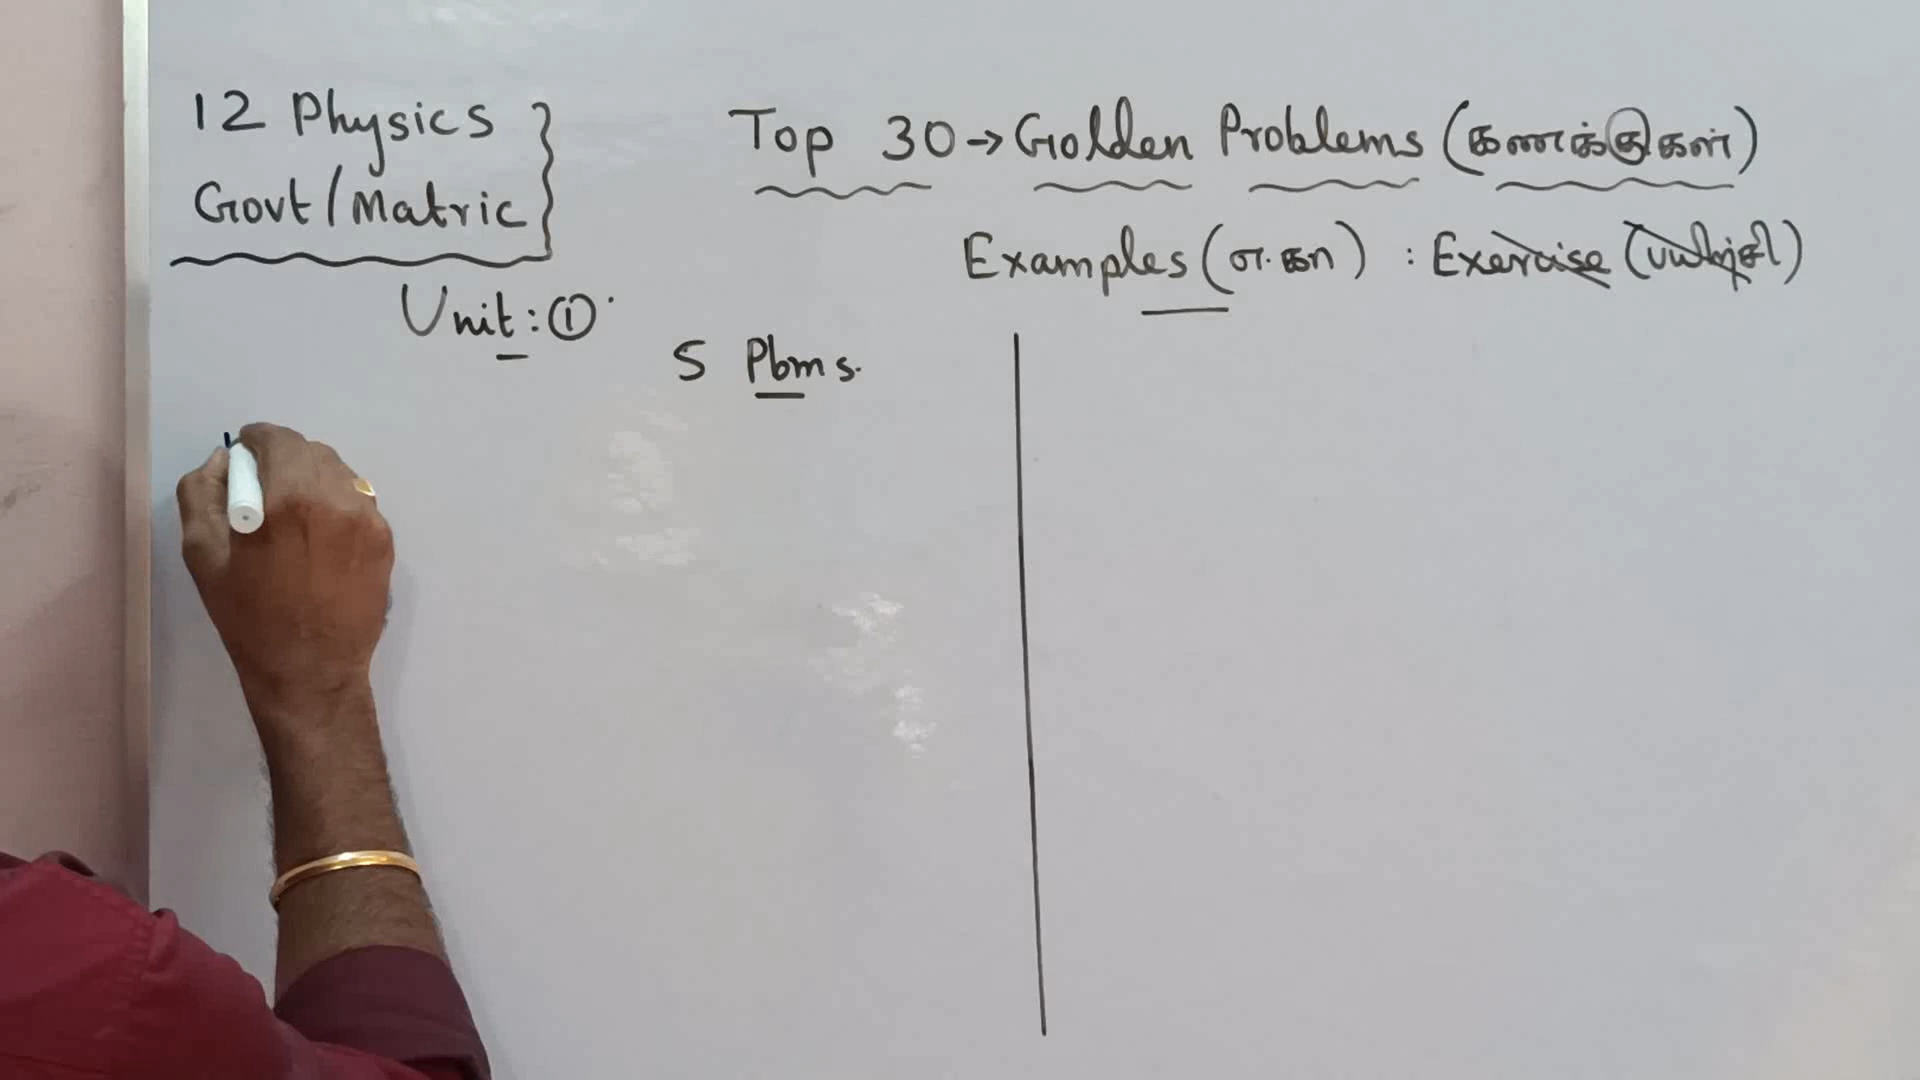 12 Physics
Govt/Matric
Top 30→Golden Problems (கணக்குகள்)
Examples (எ.கா) : Exercise (பயிற்சி)
Unit : ①
5 Pbms.